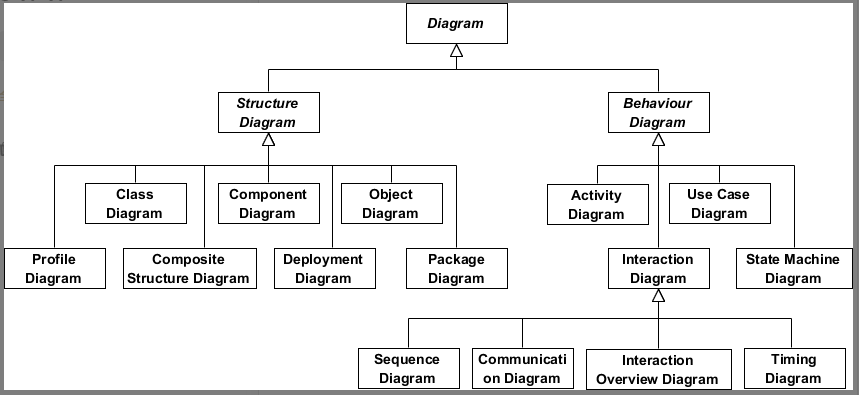 Diagram
Structure
Diagram
Behaviour
Diagram
Class
Diagram
Component
Diagram
Object
Diagram
Activity
Diagram
Use Case
Diagram
Profile
Diagram
Composite
Structure Diagram
Deployment
Diagram
Package
Diagram
Interaction
Diagram
State Machine
Diagram
Sequence
Diagram
Communicati
on Diagram
Interaction
Overview Diagram
Timing
Diagram